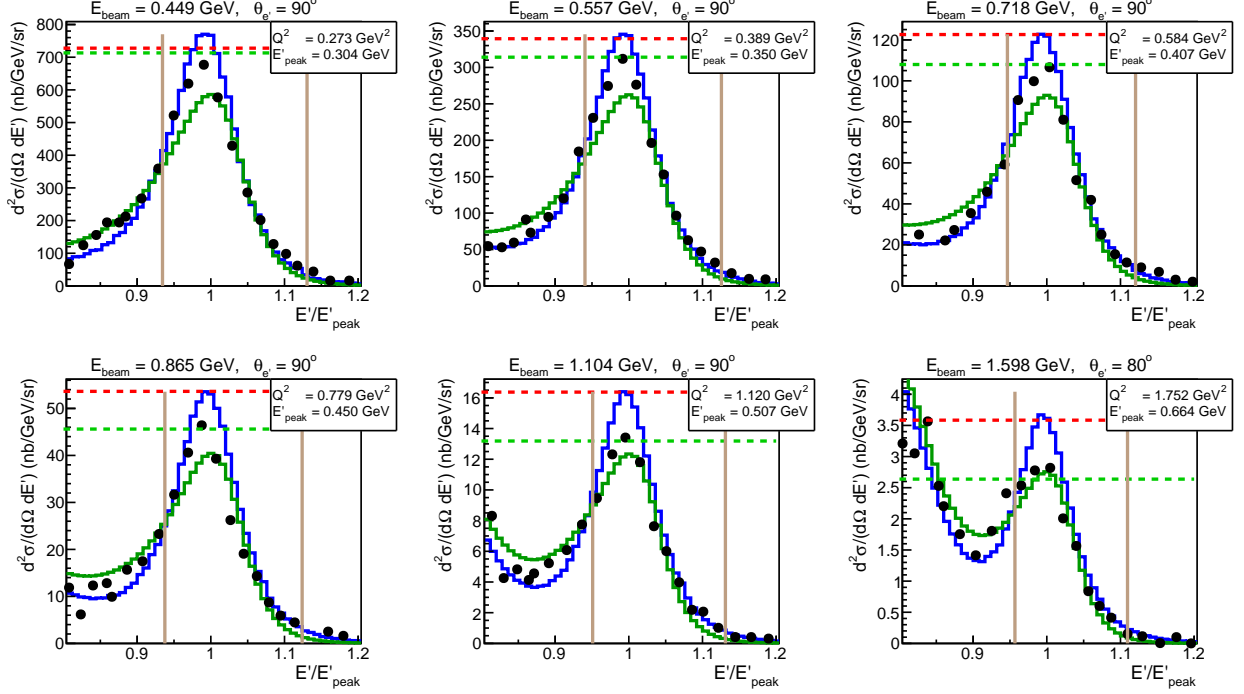 E_beam = 0.449 GeV, θ_e' = 90°
d²σ/(dΩ dE') (nb/GeV/sr)
800
700
600
500
400
300
200
100
0
Q² = 0.273 GeV²
E'_peak = 0.304 GeV
0.9 1 1.1 1.2
E'/E'_peak
E_beam = 0.557 GeV, θ_e' = 90°
d²σ/(dΩ dE') (nb/GeV/sr)
350
300
250
200
150
100
50
0
Q² = 0.389 GeV²
E'_peak = 0.350 GeV
0.9 1 1.1 1.2
E'/E'_peak
E_beam = 0.718 GeV, θ_e' = 90°
d²σ/(dΩ dE') (nb/GeV/sr)
120
100
80
60
40
20
0
Q² = 0.584 GeV²
E'_peak = 0.407 GeV
0.9 1 1.1 1.2
E'/E'_peak
E_beam = 0.865 GeV, θ_e' = 90°
d²σ/(dΩ dE') (nb/GeV/sr)
50
40
30
20
10
0
Q² = 0.779 GeV²
E'_peak = 0.450 GeV
0.9 1 1.1 1.2
E'/E'_peak
E_beam = 1.104 GeV, θ_e' = 90°
d²σ/(dΩ dE') (nb/GeV/sr)
16
14
12
10
8
6
4
2
0
Q² = 1.120 GeV²
E'_peak = 0.507 GeV
0.9 1 1.1 1.2
E'/E'_peak
E_beam = 1.598 GeV, θ_e' = 80°
d²σ/(dΩ dE') (nb/GeV/sr)
4
3.5
3
2.5
2
1.5
1
0.5
0
Q² = 1.752 GeV²
E'_peak = 0.664 GeV
0.9 1 1.1 1.2
E'/E'_peak